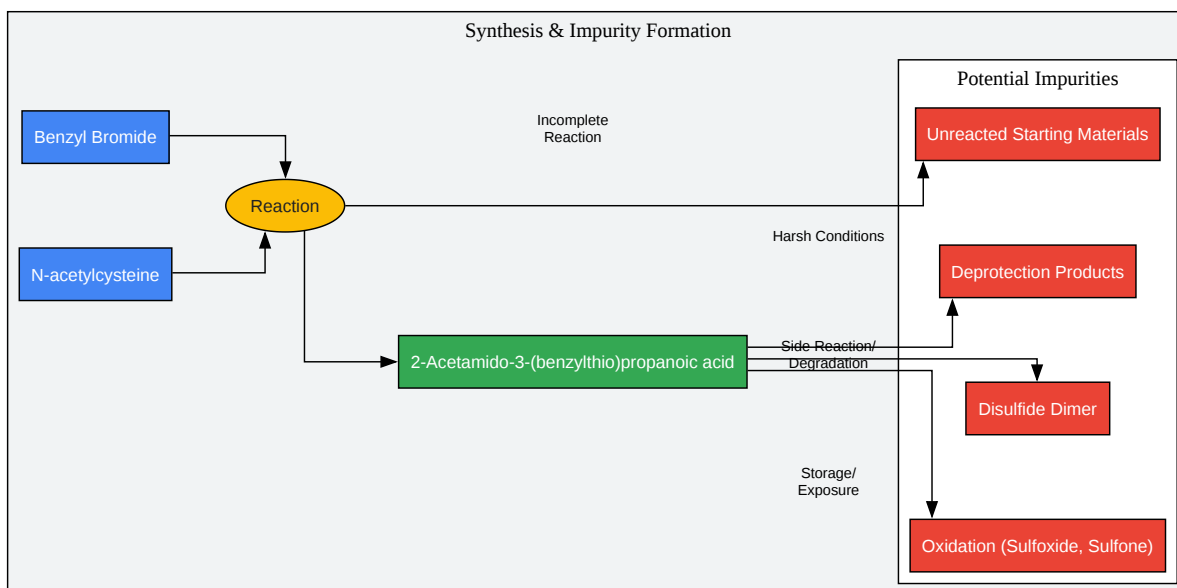 Synthesis & Impurity Formation
Potential Impurities
Benzyl Bromide
Incomplete
Reaction
Unreacted Starting Materials
Reaction
Harsh Conditions
N-acetylcysteine
Deprotection Products
2-Acetamido-3-(benzylthio)propanoic acid
Side Reaction/
Degradation
Disulfide Dimer
Storage/
Exposure
Oxidation (Sulfoxide, Sulfone)